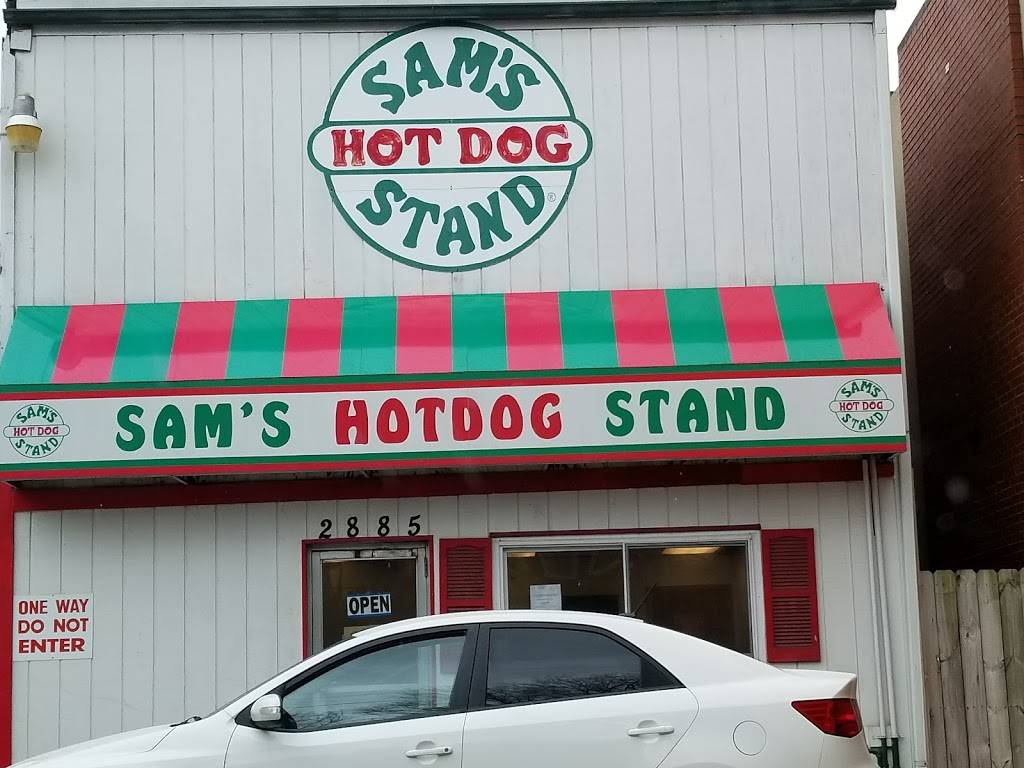 SAM'S
HOT DOG
STAND®
SAM'S HOTDOG STAND
SAM'S
HOT DOG
STAND
SAM'S
HOT DOG
STAND
2885
OPEN
ONE WAY
DO NOT
ENTER